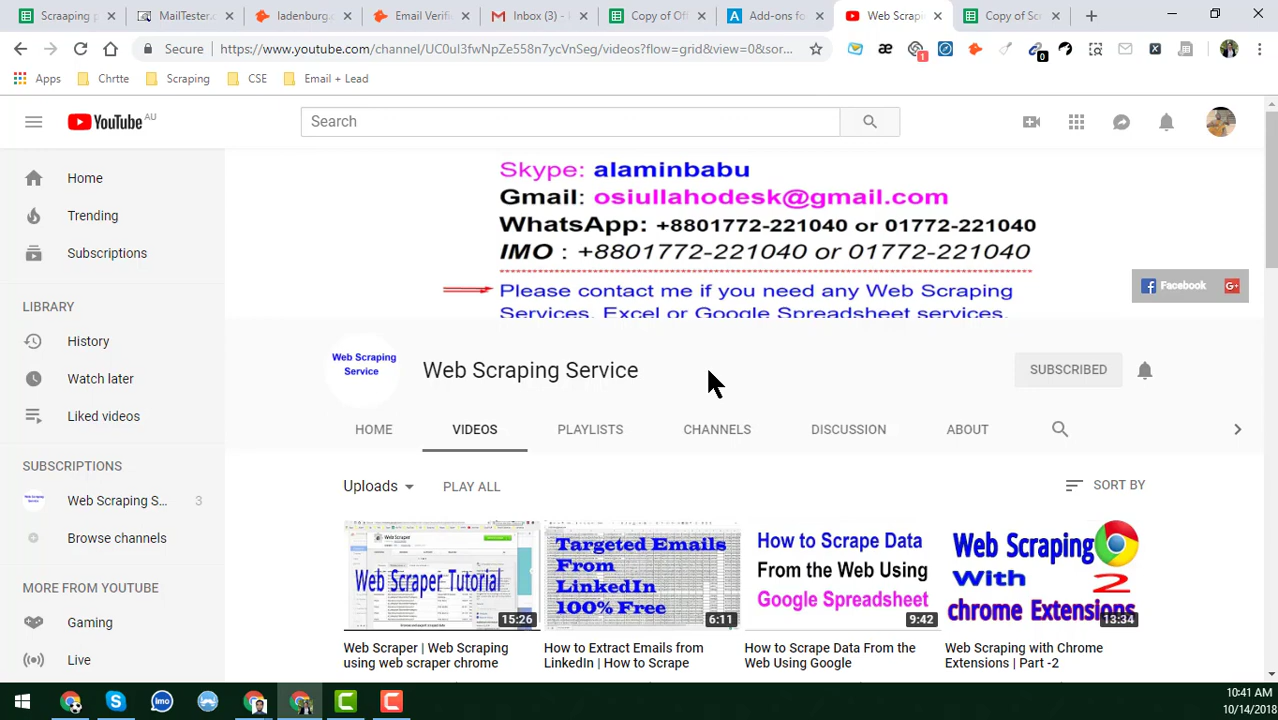 Scraping p
MailTester.c
ladenburg.c
Email Verifi
Inbox (3) -
Copy of Off
Add-ons fo
Web Scrap
Copy of Scr
Secure
https://www.youtube.com/channel/UC0ul3fwNpZe558n7ycVnSeg/videos?flow=grid&view=0&sor...
1
0
Apps
Chrtte
Scraping
CSE
Email + Lead
YouTube AU
Search
Skype: alaminbabu
Gmail: osiullahodesk@gmail.com
WhatsApp: +8801772-221040 or 01772-221040
IMO : +8801772-221040 or 01772-221040
Please contact me if you need any Web Scraping
Services, Excel or Google Spreadsheet services.
Facebook
G+
Home
Trending
Subscriptions
LIBRARY
History
Watch later
Liked videos
SUBSCRIPTIONS
Web Scraping S...
3
Browse channels
MORE FROM YOUTUBE
Gaming
Live
Web Scraping
Service
Web Scraping Service
SUBSCRIBED
HOME
VIDEOS
PLAYLISTS
CHANNELS
DISCUSSION
ABOUT
Uploads
PLAY ALL
SORT BY
Web Scraper Tutorial
15:26
Targeted Emails
From
LinkedIn
100% Free
6:11
How to Scrape Data
From the Web Using
Google Spreadsheet
9:42
Web Scraping
With 2
chrome Extensions
13:34
Web Scraper | Web Scraping
using web scraper chrome
How to Extract Emails from
LinkedIn | How to Scrape
How to Scrape Data From the
Web Using Google
Web Scraping with Chrome
Extensions | Part -2
imo
10:41 AM
10/14/2018